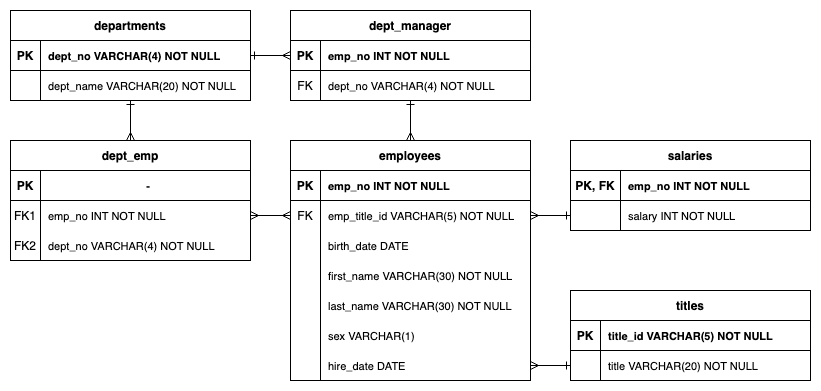 departments
PK dept_no VARCHAR(4) NOT NULL
dept_name VARCHAR(20) NOT NULL
dept_manager
PK emp_no INT NOT NULL
FK dept_no VARCHAR(4) NOT NULL
dept_emp
PK -
FK1 emp_no INT NOT NULL
FK2 dept_no VARCHAR(4) NOT NULL
employees
PK emp_no INT NOT NULL
FK emp_title_id VARCHAR(5) NOT NULL
birth_date DATE
first_name VARCHAR(30) NOT NULL
last_name VARCHAR(30) NOT NULL
sex VARCHAR(1)
hire_date DATE
salaries
PK, FK emp_no INT NOT NULL
salary INT NOT NULL
titles
PK title_id VARCHAR(5) NOT NULL
title VARCHAR(20) NOT NULL